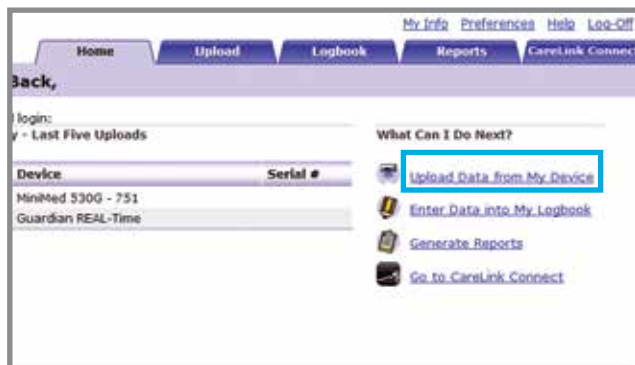 My Info Preferences Help Log-Off
Home Upload Logbook Reports CareLink Connect
Back,
login:
y - Last Five Uploads
What Can I Do Next?
Device Serial #
Upload Data from My Device
MiniMed 530G - 751
Enter Data into My Logbook
Guardian REAL-Time
Generate Reports
Go to CareLink Connect